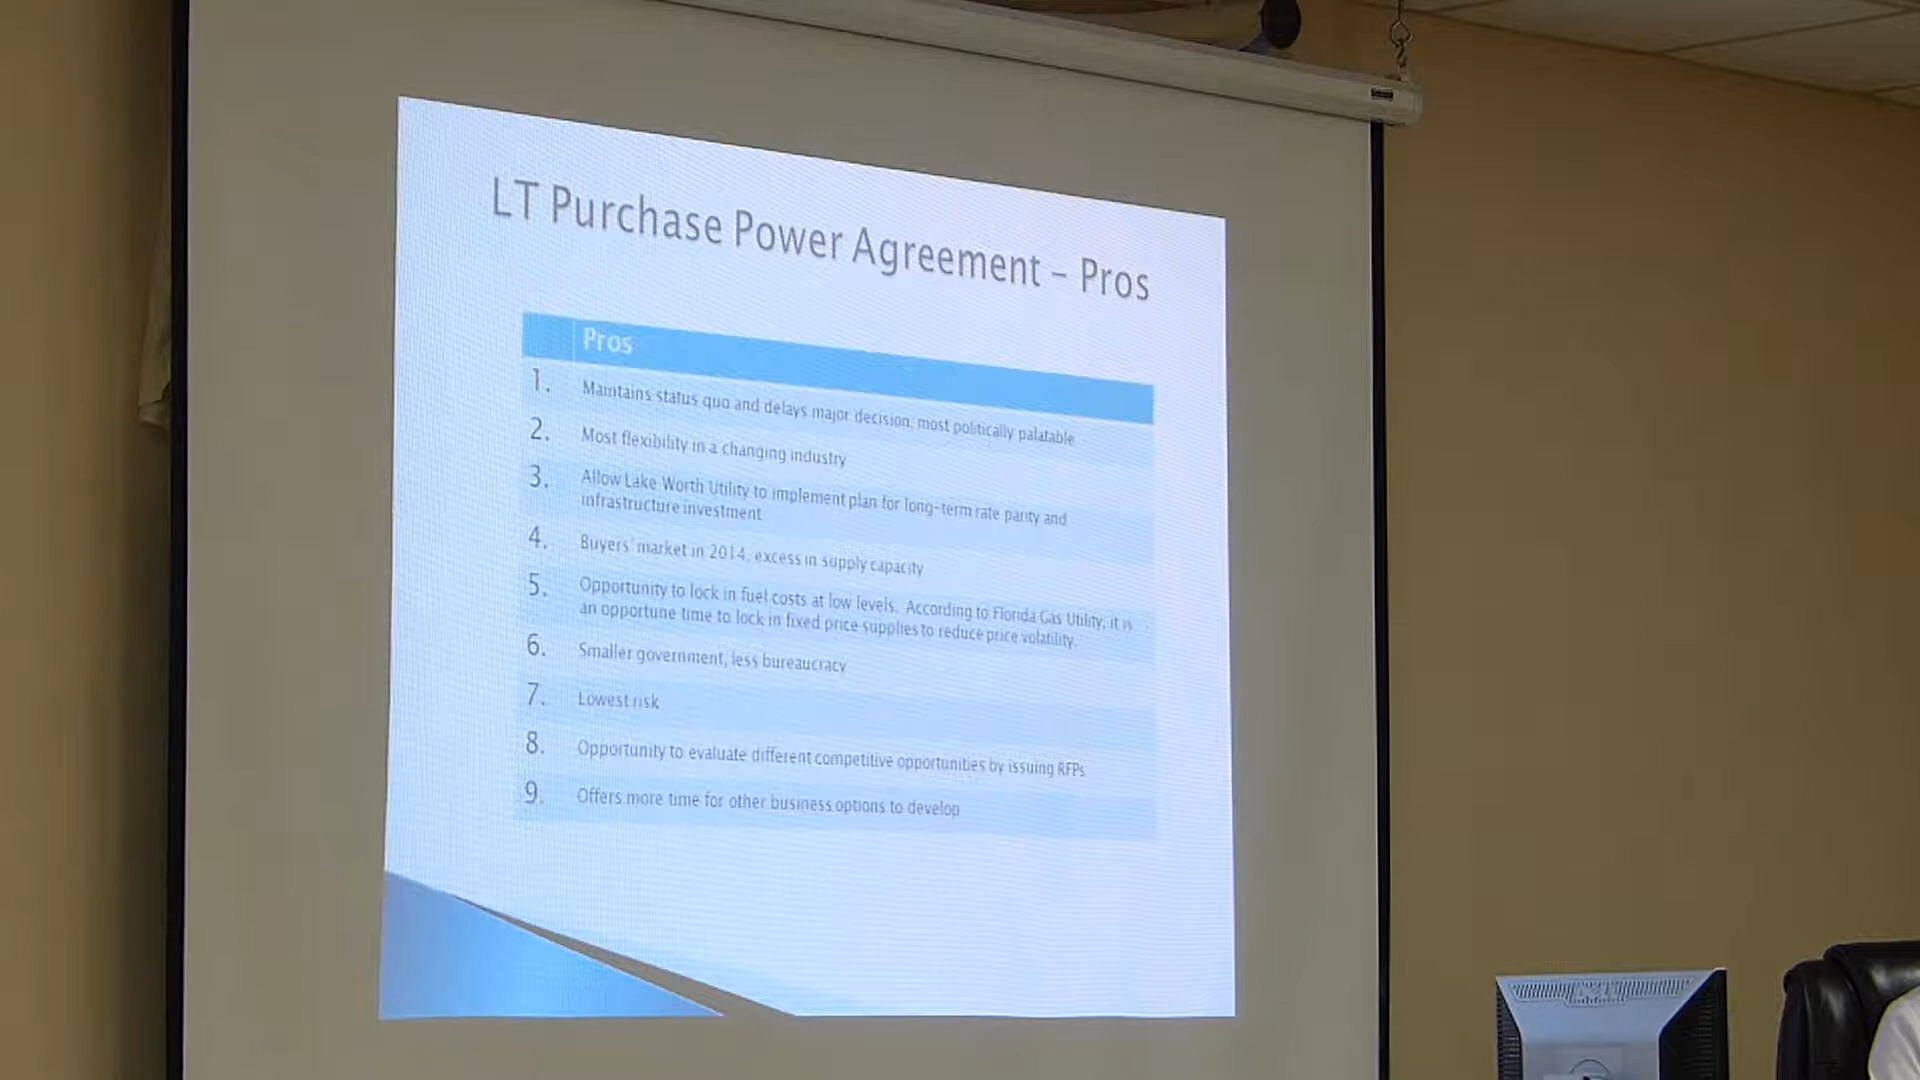 LT Purchase Power Agreement – Pros
Pros
1. Maintains status quo and delays major decision; most politically palatable
2. Most flexibility in a changing industry
3. Allow Lake Worth Utility to implement plan for long-term rate parity and
infrastructure investment
4. Buyers' market in 2014, excess in supply capacity
5. Opportunity to lock in fuel costs at low levels. According to Florida Gas Utility, it is
an opportune time to lock in fixed price supplies to reduce price volatility.
6. Smaller government, less bureaucracy
7. Lowest risk
8. Opportunity to evaluate different competitive opportunities by issuing RFPs
9. Offers more time for other business options to develop